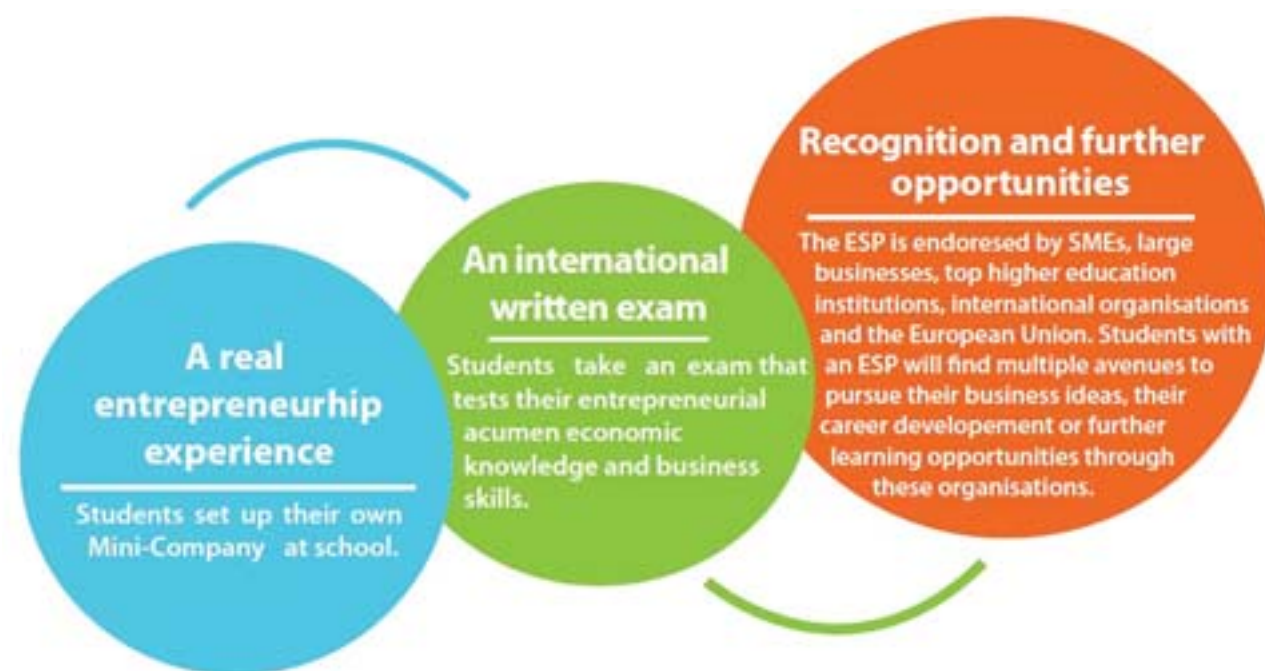 A real
entrepreneurhip
experience
Students set up their own
Mini-Company at school.
An international
written exam
Students take an exam that
tests their entrepreneurial
acumen economic
knowledge and business
skills.
Recognition and further
opportunities
The ESP is endoresed by SMEs, large
businesses, top higher education
institutions, international organisations
and the European Union. Students with
an ESP will find multiple avenues to
pursue their business ideas, their
career developement or further
learning opportunities through
these organisations.